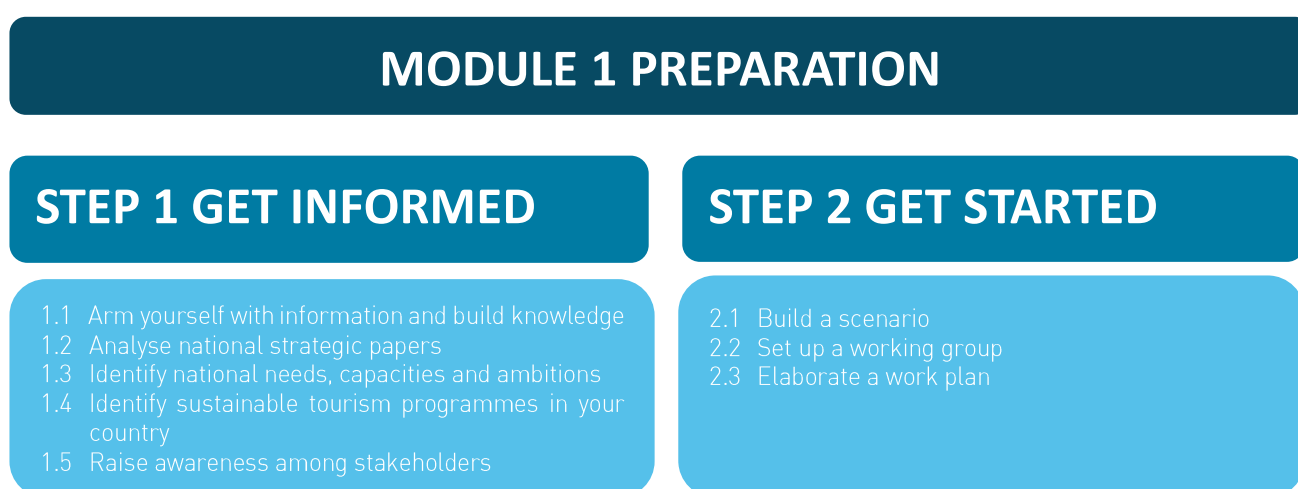 MODULE 1 PREPARATION
STEP 1 GET INFORMED
1.1 Arm yourself with information and build knowledge
1.2 Analyse national strategic papers
1.3 Identify national needs, capacities and ambitions
1.4 Identify sustainable tourism programmes in your
country
1.5 Raise awareness among stakeholders
STEP 2 GET STARTED
2.1 Build a scenario
2.2 Set up a working group
2.3 Elaborate a work plan